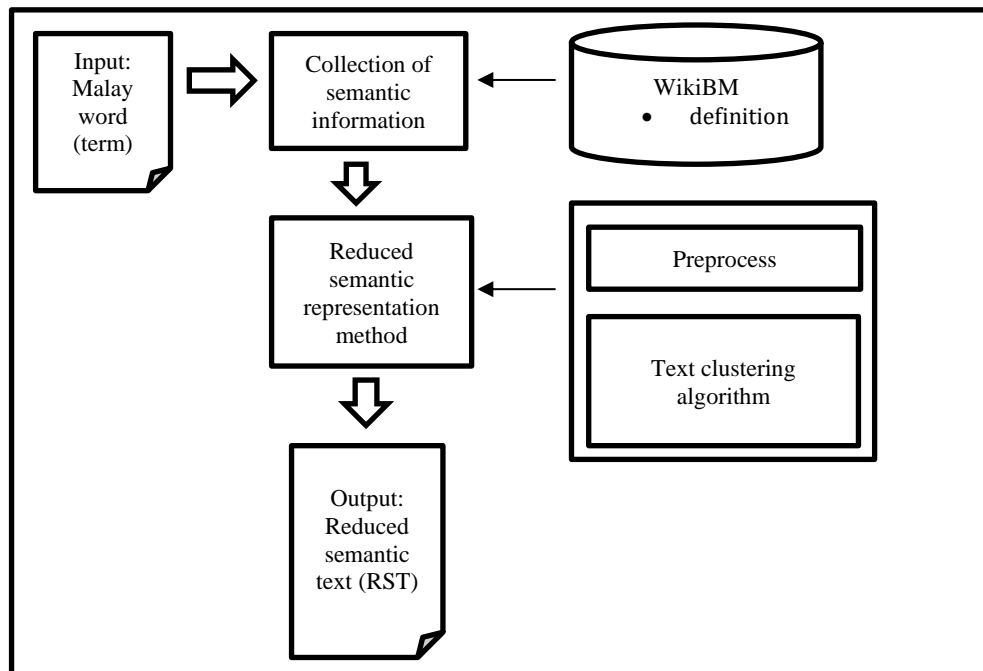 Input:
Malay
word
(term)
Collection of
semantic
information
WikiBM
• definition
Reduced
semantic
representation
method
Preprocess
Text clustering
algorithm
Output:
Reduced
semantic
text (RST)